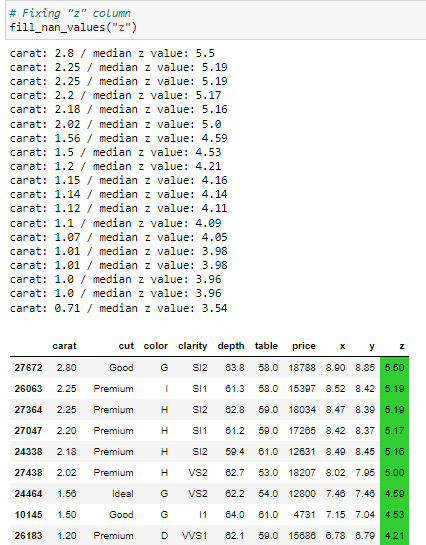 # Fixing "z" column
fill_nan_values("z")
carat: 2.8 / median z value: 5.5
carat: 2.25 / median z value: 5.19
carat: 2.25 / median z value: 5.19
carat: 2.2 / median z value: 5.17
carat: 2.18 / median z value: 5.16
carat: 2.02 / median z value: 5.0
carat: 1.56 / median z value: 4.59
carat: 1.5 / median z value: 4.53
carat: 1.2 / median z value: 4.21
carat: 1.15 / median z value: 4.16
carat: 1.14 / median z value: 4.14
carat: 1.12 / median z value: 4.11
carat: 1.1 / median z value: 4.09
carat: 1.07 / median z value: 4.05
carat: 1.01 / median z value: 3.98
carat: 1.01 / median z value: 3.98
carat: 1.0 / median z value: 3.96
carat: 1.0 / median z value: 3.96
carat: 0.71 / median z value: 3.54
carat cut color clarity depth table price x y z
27672 2.80 Good G SI2 63.8 58.0 18788 8.90 8.85 5.50
26063 2.25 Premium I SI1 61.3 58.0 15397 8.52 8.42 5.19
27364 2.25 Premium H SI2 62.8 59.0 18034 8.47 8.39 5.19
27047 2.20 Premium H SI1 61.2 59.0 17265 8.42 8.37 5.17
24338 2.18 Premium H SI2 59.4 61.0 12631 8.49 8.45 5.16
27438 2.02 Premium H VS2 62.7 53.0 18207 8.02 7.95 5.00
24464 1.56 Ideal G VS2 62.2 54.0 12800 7.46 7.46 4.59
10145 1.50 Good G I1 64.0 61.0 4731 7.15 7.04 4.53
26183 1.20 Premium D VVS1 62.1 59.0 15686 6.78 6.79 4.21